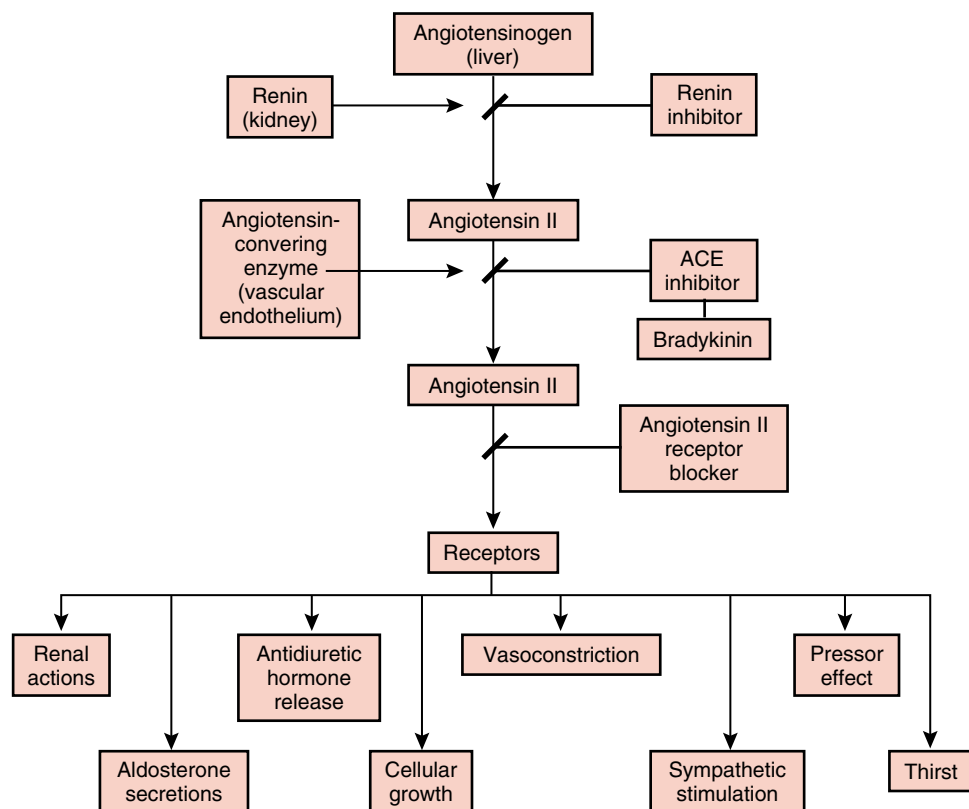 Angiotensinogen
(liver)
Renin
(kidney)
Renin
inhibitor
Angiotensin II
Angiotensin-
convering
enzyme
(vascular
endothelium)
ACE
inhibitor
Bradykinin
Angiotensin II
Angiotensin II
receptor
blocker
Receptors
Renal
actions
Antidiuretic
hormone
release
Vasoconstriction
Pressor
effect
Aldosterone
secretions
Cellular
growth
Sympathetic
stimulation
Thirst